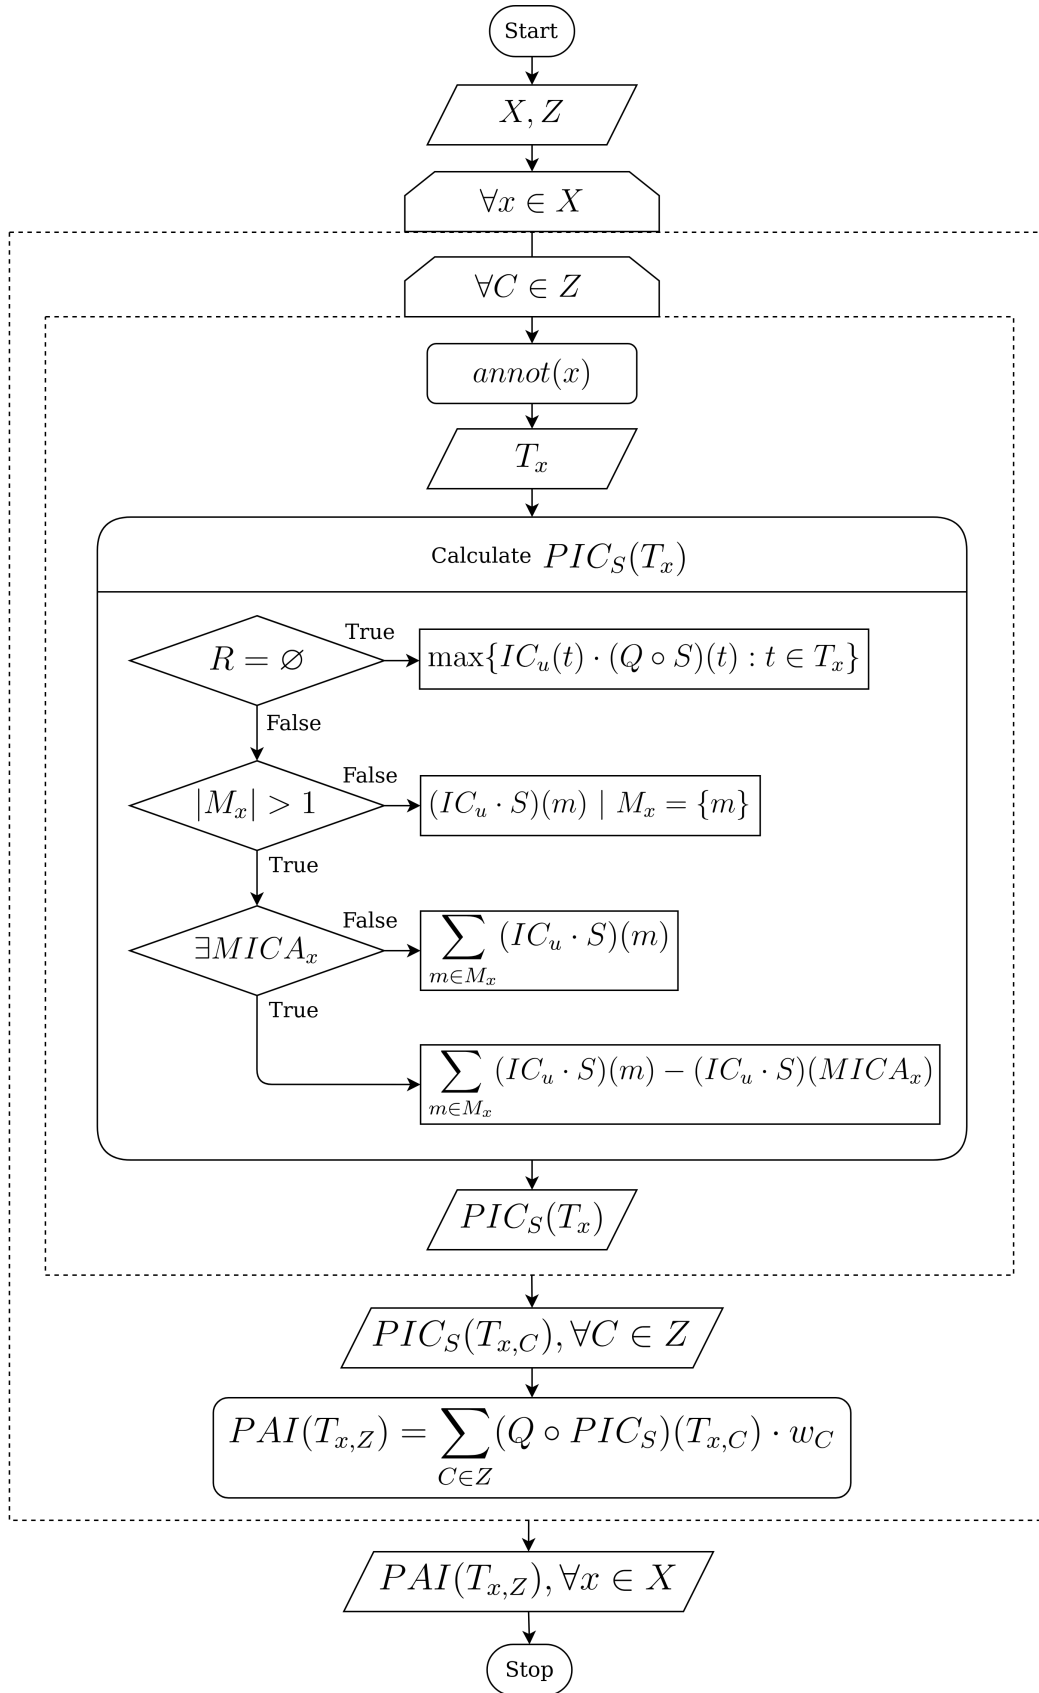 Start
X, Z
∀x ∈ X
∀C ∈ Z
annot(x)
T_x
Calculate PIC_S(T_x)
True
R = ∅
max{IC_u(t) · (Q ∘ S)(t) : t ∈ T_x}
False
False
|M_x| > 1
(IC_u · S)(m) | M_x = {m}
True
False
∃MICA_x
∑_{m∈M_x} (IC_u · S)(m)
True
∑_{m∈M_x} (IC_u · S)(m) − (IC_u · S)(MICA_x)
PIC_S(T_x)
PIC_S(T_{x,C}), ∀C ∈ Z
PAI(T_{x,Z}) = ∑_{C∈Z} (Q ∘ PIC_S)(T_{x,C}) · w_C
PAI(T_{x,Z}), ∀x ∈ X
Stop